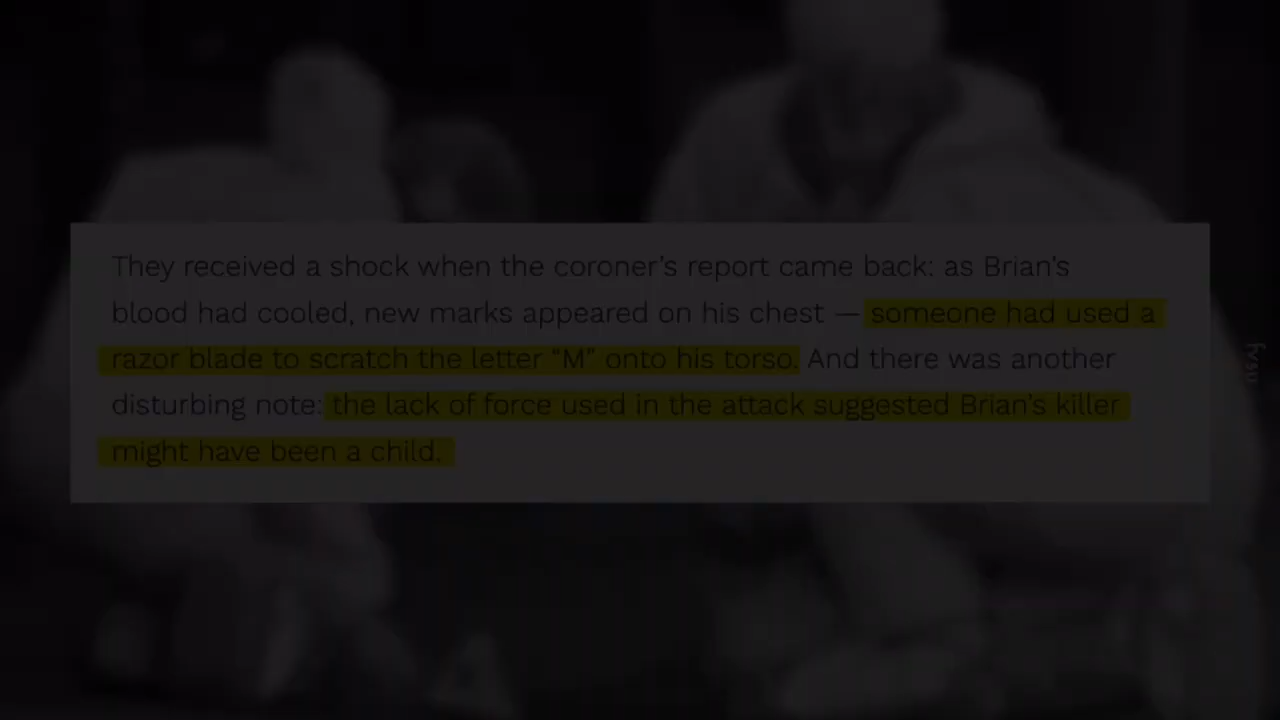 They received a shock when the coroner's report came back: as Brian's
blood had cooled, new marks appeared on his chest — someone had used a
razor blade to scratch the letter "M" onto his torso. And there was another
disturbing note: the lack of force used in the attack suggested Brian's killer
might have been a child.